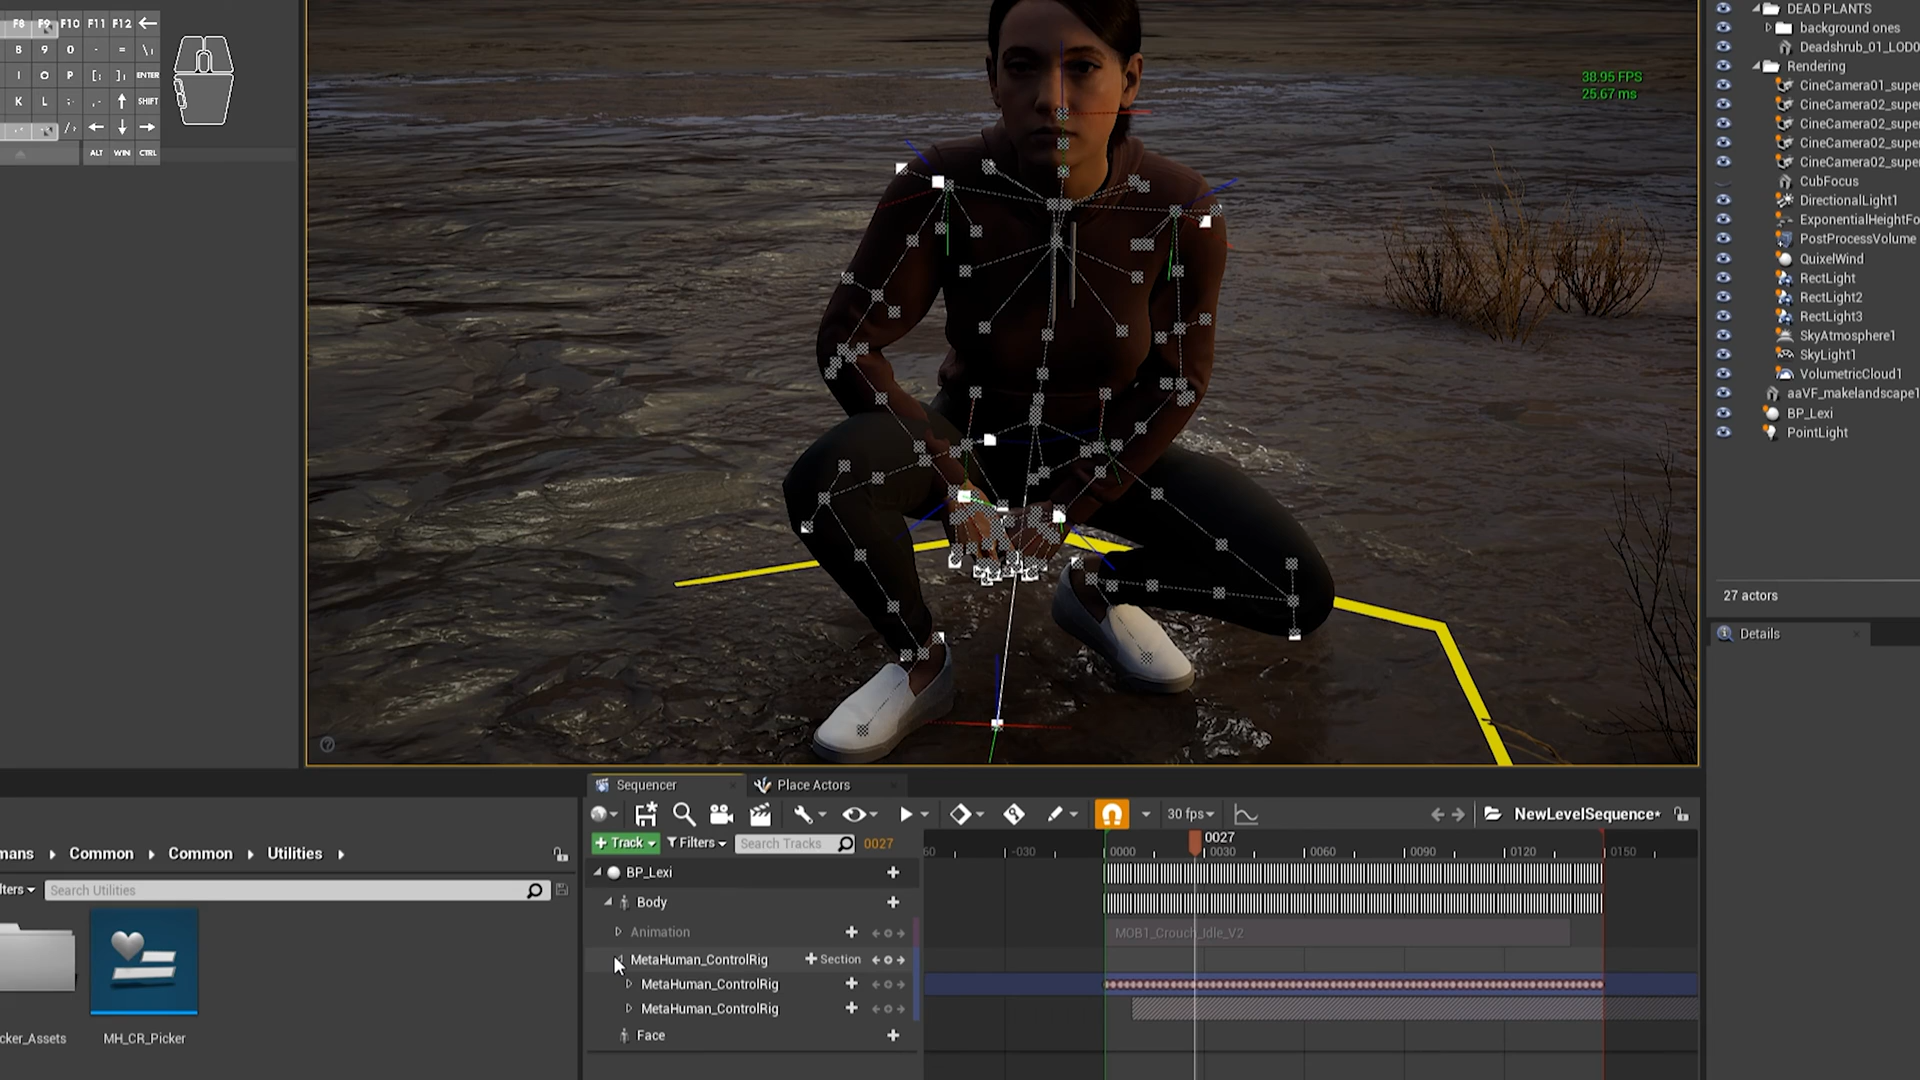 F8 F9 F10 F11 F12
8 9 0 - =
I O P [ ] ENTER
K L SHIFT
ALT WIN CTRL
38.95 FPS
25.67 ms
DEAD PLANTS
background ones
Deadshrub_01_LOD0
Rendering
CineCamera01_supe
CineCamera02_supe
CineCamera02_supe
CineCamera02_supe
CineCamera02_supe
CubFocus
DirectionalLight1
ExponentialHeightFo
PostProcessVolume
QuixelWind
RectLight
RectLight2
RectLight3
SkyAtmosphere1
SkyLight1
VolumetricCloud1
aaVF_makelandscape1
BP_Lexi
PointLight
27 actors
Details
Sequencer
Place Actors
30 fps
NewLevelSequence*
mans Common Common Utilities
lters
Search Utilities
cker_Assets
MH_CR_Picker
+ Track Filters Search Tracks 0027
0027
60 -030 0000 0030 0060 0090 0120 0150
BP_Lexi
Body
Animation
MOB1_Crouch_Idle_V2
MetaHuman_ControlRig + Section
MetaHuman_ControlRig
MetaHuman_ControlRig
Face